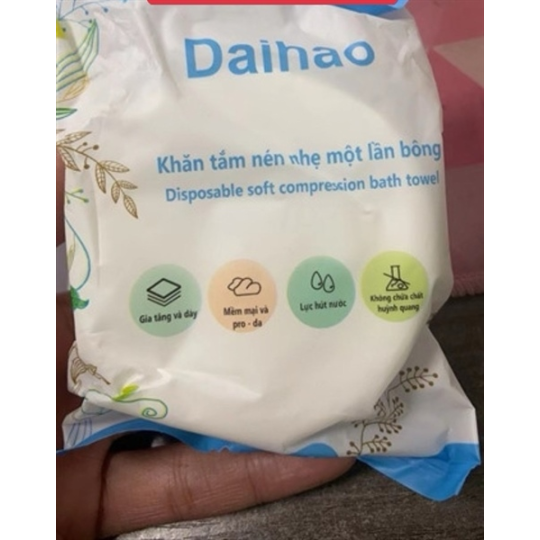 Daihao
Khăn tắm nén nhẹ một lần bông
Disposable soft compression bath towel
Gia tăng và dày
Mềm mại và
pro - da
Lực hút nước
Không chứa chất
huỳnh quang